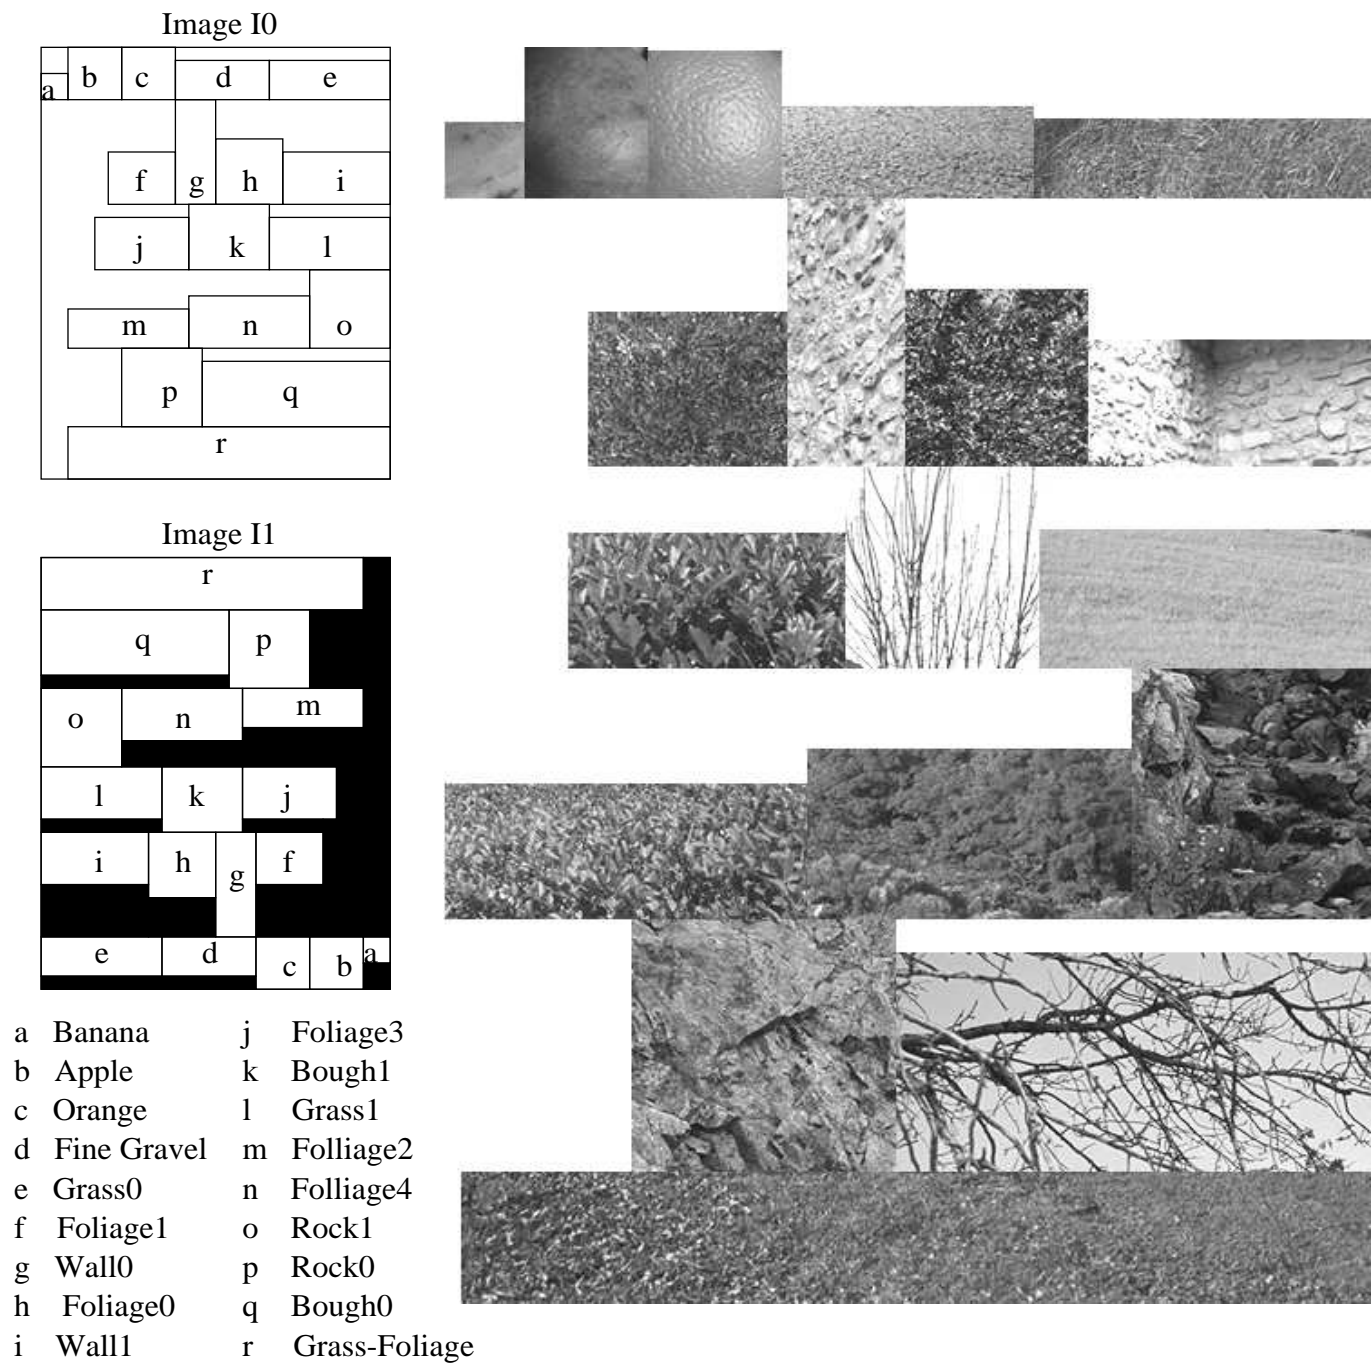 Image I0
a b c d e
f g h i
j k l
m n o
p q
r
Image I1
r
q p
o n m
l k j
i h g f
e d c b a
a Banana
b Apple
c Orange
d Fine Gravel
e Grass0
f Foliage1
g Wall0
h Foliage0
i Wall1
j Foliage3
k Bough1
l Grass1
m Folliage2
n Folliage4
o Rock1
p Rock0
q Bough0
r Grass-Foliage